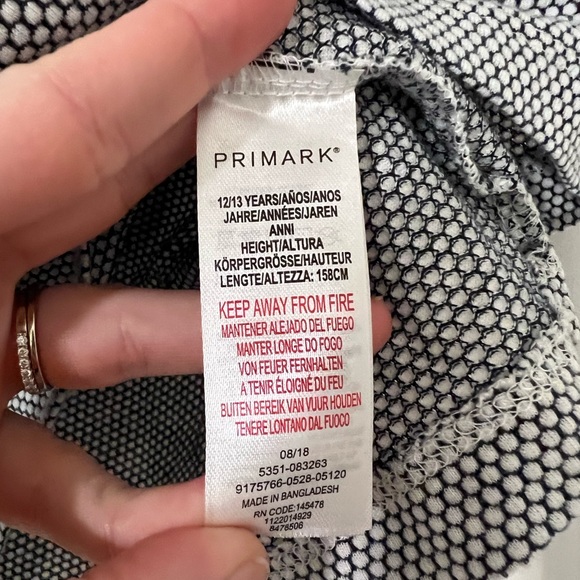 PRIMARK®
12/13 YEARS/AÑOS/ANOS
JAHRE/ANNÉES/JAREN
ANNI
HEIGHT/ALTURA
KÖRPERGRÖSSE/HAUTEUR
LENGTE/ALTEZZA: 158CM
KEEP AWAY FROM FIRE
MANTENER ALEJADO DEL FUEGO
MANTER LONGE DO FOGO
VON FEUER FERNHALTEN
A TENIR ÉLOIGNÉ DU FEU
BUITEN BEREIK VAN VUUR HOUDEN
TENERE LONTANO DAL FUOCO
08/18
5351-083263
9175766-0528-05120
MADE IN BANGLADESH
RN CODE: 145478
1122014929
8478506